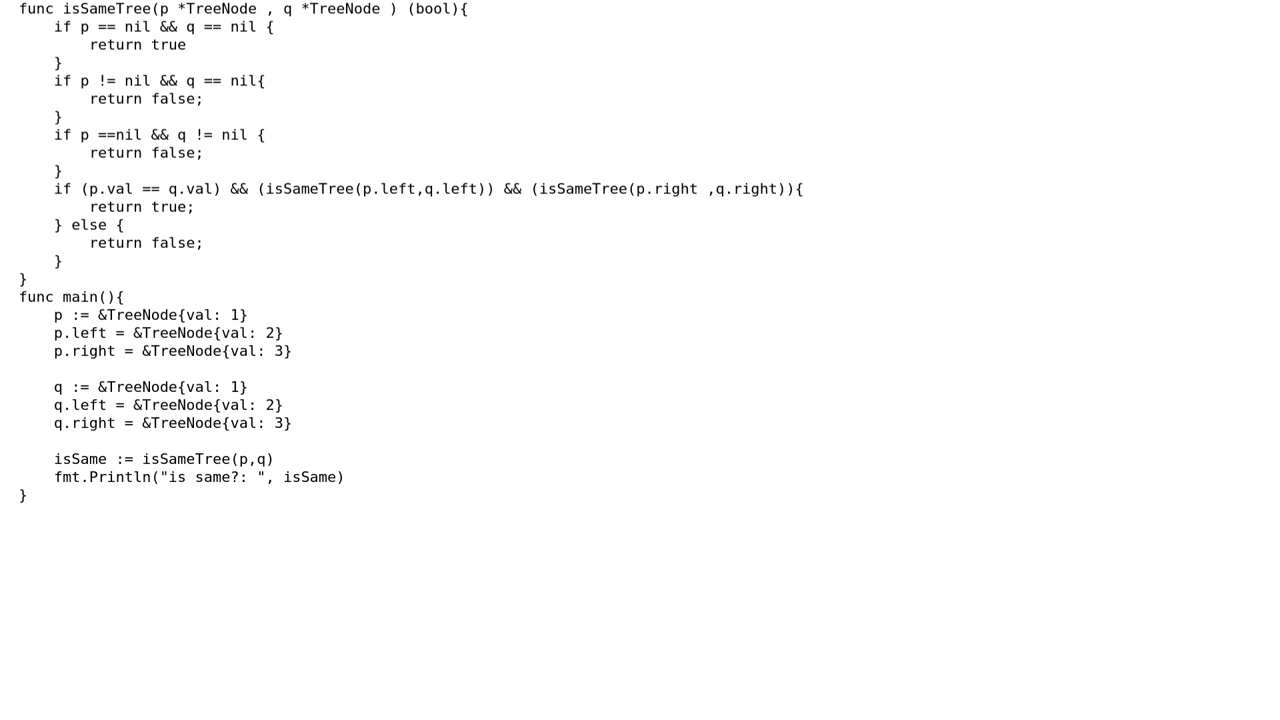 func isSameTree(p *TreeNode , q *TreeNode ) (bool){
    if p == nil && q == nil {
        return true
    }
    if p != nil && q == nil{
        return false;
    }
    if p ==nil && q != nil {
        return false;
    }
    if (p.val == q.val) && (isSameTree(p.left,q.left)) && (isSameTree(p.right ,q.right)){
        return true;
    } else {
        return false;
    }
}
func main(){
    p := &TreeNode{val: 1}
    p.left = &TreeNode{val: 2}
    p.right = &TreeNode{val: 3}

    q := &TreeNode{val: 1}
    q.left = &TreeNode{val: 2}
    q.right = &TreeNode{val: 3}

    isSame := isSameTree(p,q)
    fmt.Println("is same?: ", isSame)
}